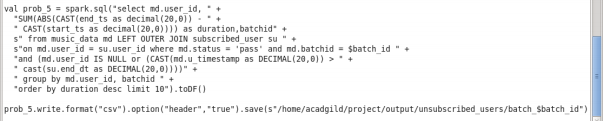 val prob_5 = spark.sql("select md.user_id, " +
"SUM(ABS(CAST(end_ts as decimal(20,0)) - " +
" CAST(start_ts as decimal(20,0)))) as duration,batchid" +
s" from music_data md LEFT OUTER JOIN subscribed_user su " +
s"on md.user_id = su.user_id where md.status = 'pass' and md.batchid = $batch_id " +
"and (md.user_id IS NULL or (CAST(md.u_timestamp as DECIMAL(20,0)) > " +
" cast(su.end_dt as DECIMAL(20,0))))" +
" group by md.user_id, batchid " +
"order by duration desc limit 10").toDF()
prob_5.write.format("csv").option("header","true").save(s"/home/acadgild/project/output/unsubscribed_users/batch_$batch_id")